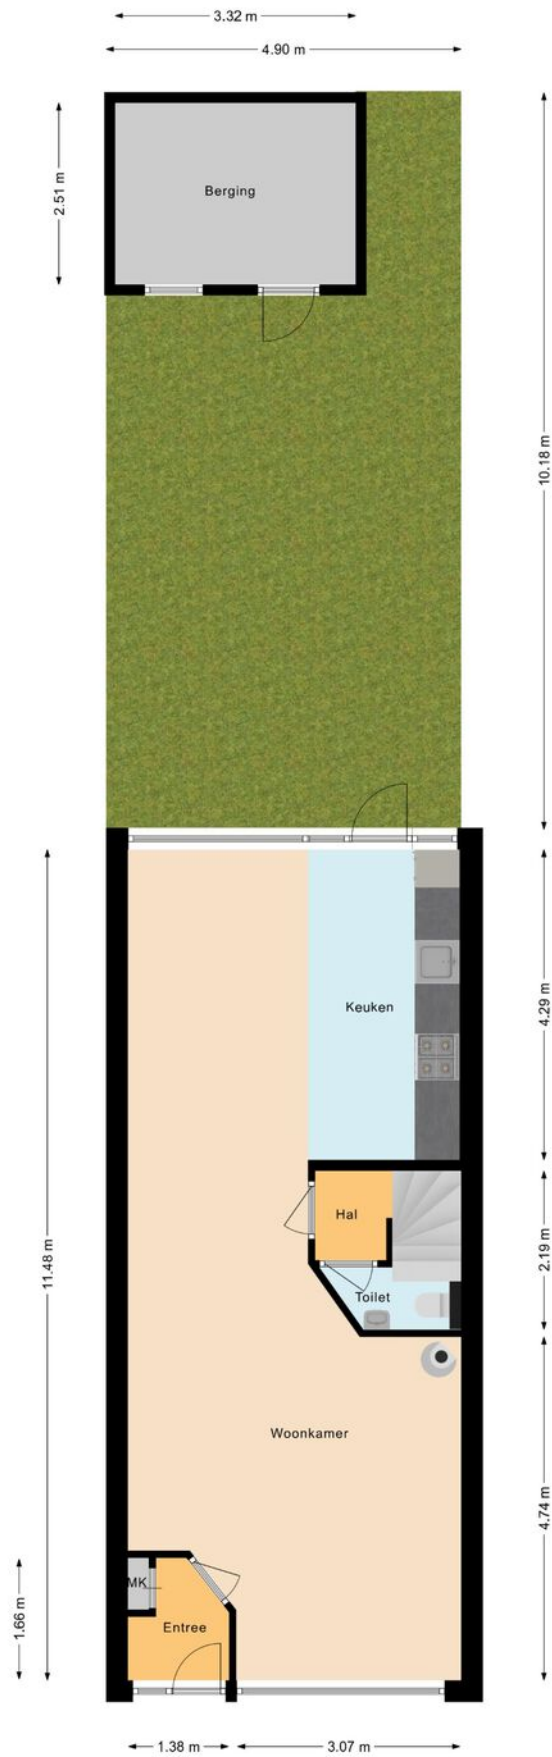 3.32 m
4.90 m
2.51 m
Berging
10.18 m
Keuken
4.29 m
Hal
2.19 m
11.48 m
Toilet
Woonkamer
4.74 m
MK
1.66 m
Entree
1.38 m
3.07 m